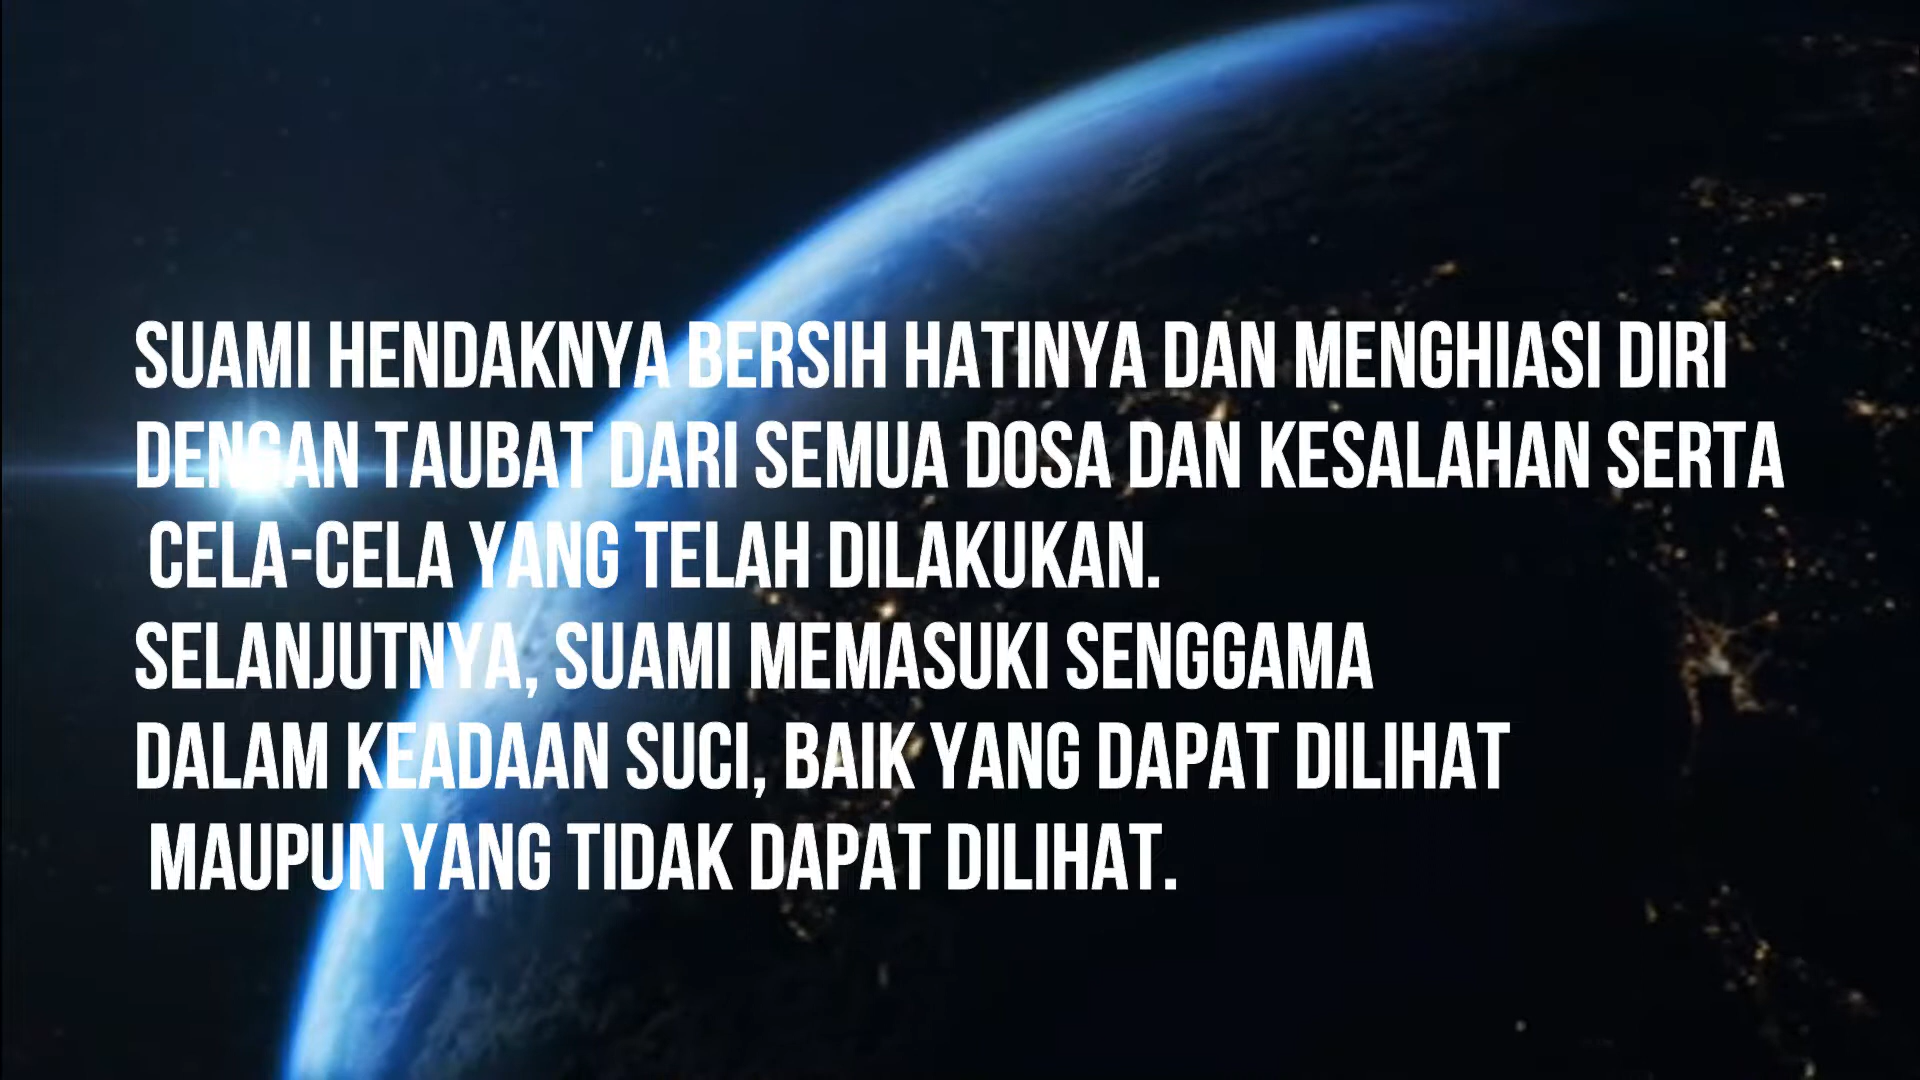 SUAMI HENDAKNYA BERSIH HATINYA DAN MENGHIASI DIRI
DENGAN TAUBAT DARI SEMUA DOSA DAN KESALAHAN SERTA
CELA-CELA YANG TELAH DILAKUKAN.
SELANJUTNYA, SUAMI MEMASUKI SENGGAMA
DALAM KEADAAN SUCI, BAIK YANG DAPAT DILIHAT
MAUPUN YANG TIDAK DAPAT DILIHAT.